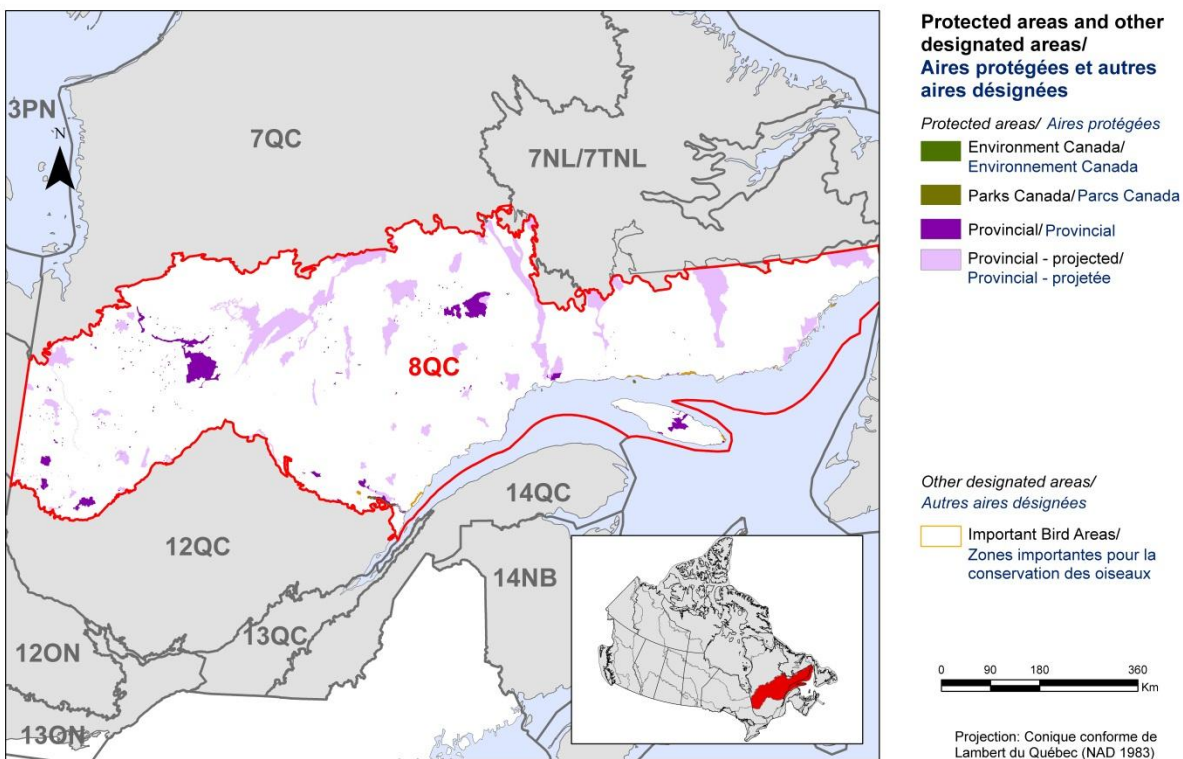 3PN
N
7QC
7NL/7TNL
8QC
12QC
14QC
14NB
13QC
12ON
13ON
Protected areas and other
designated areas/
Aires protégées et autres
aires désignées
Protected areas/ Aires protégées
Environment Canada/
Environnement Canada
Parks Canada/Parcs Canada
Provincial/ Provincial
Provincial - projected/
Provincial - projetée
Other designated areas/
Autres aires désignées
Important Bird Areas/
Zones importantes pour la
conservation des oiseaux
0 90 180 360
Km
Projection: Conique conforme de
Lambert du Québec (NAD 1983)